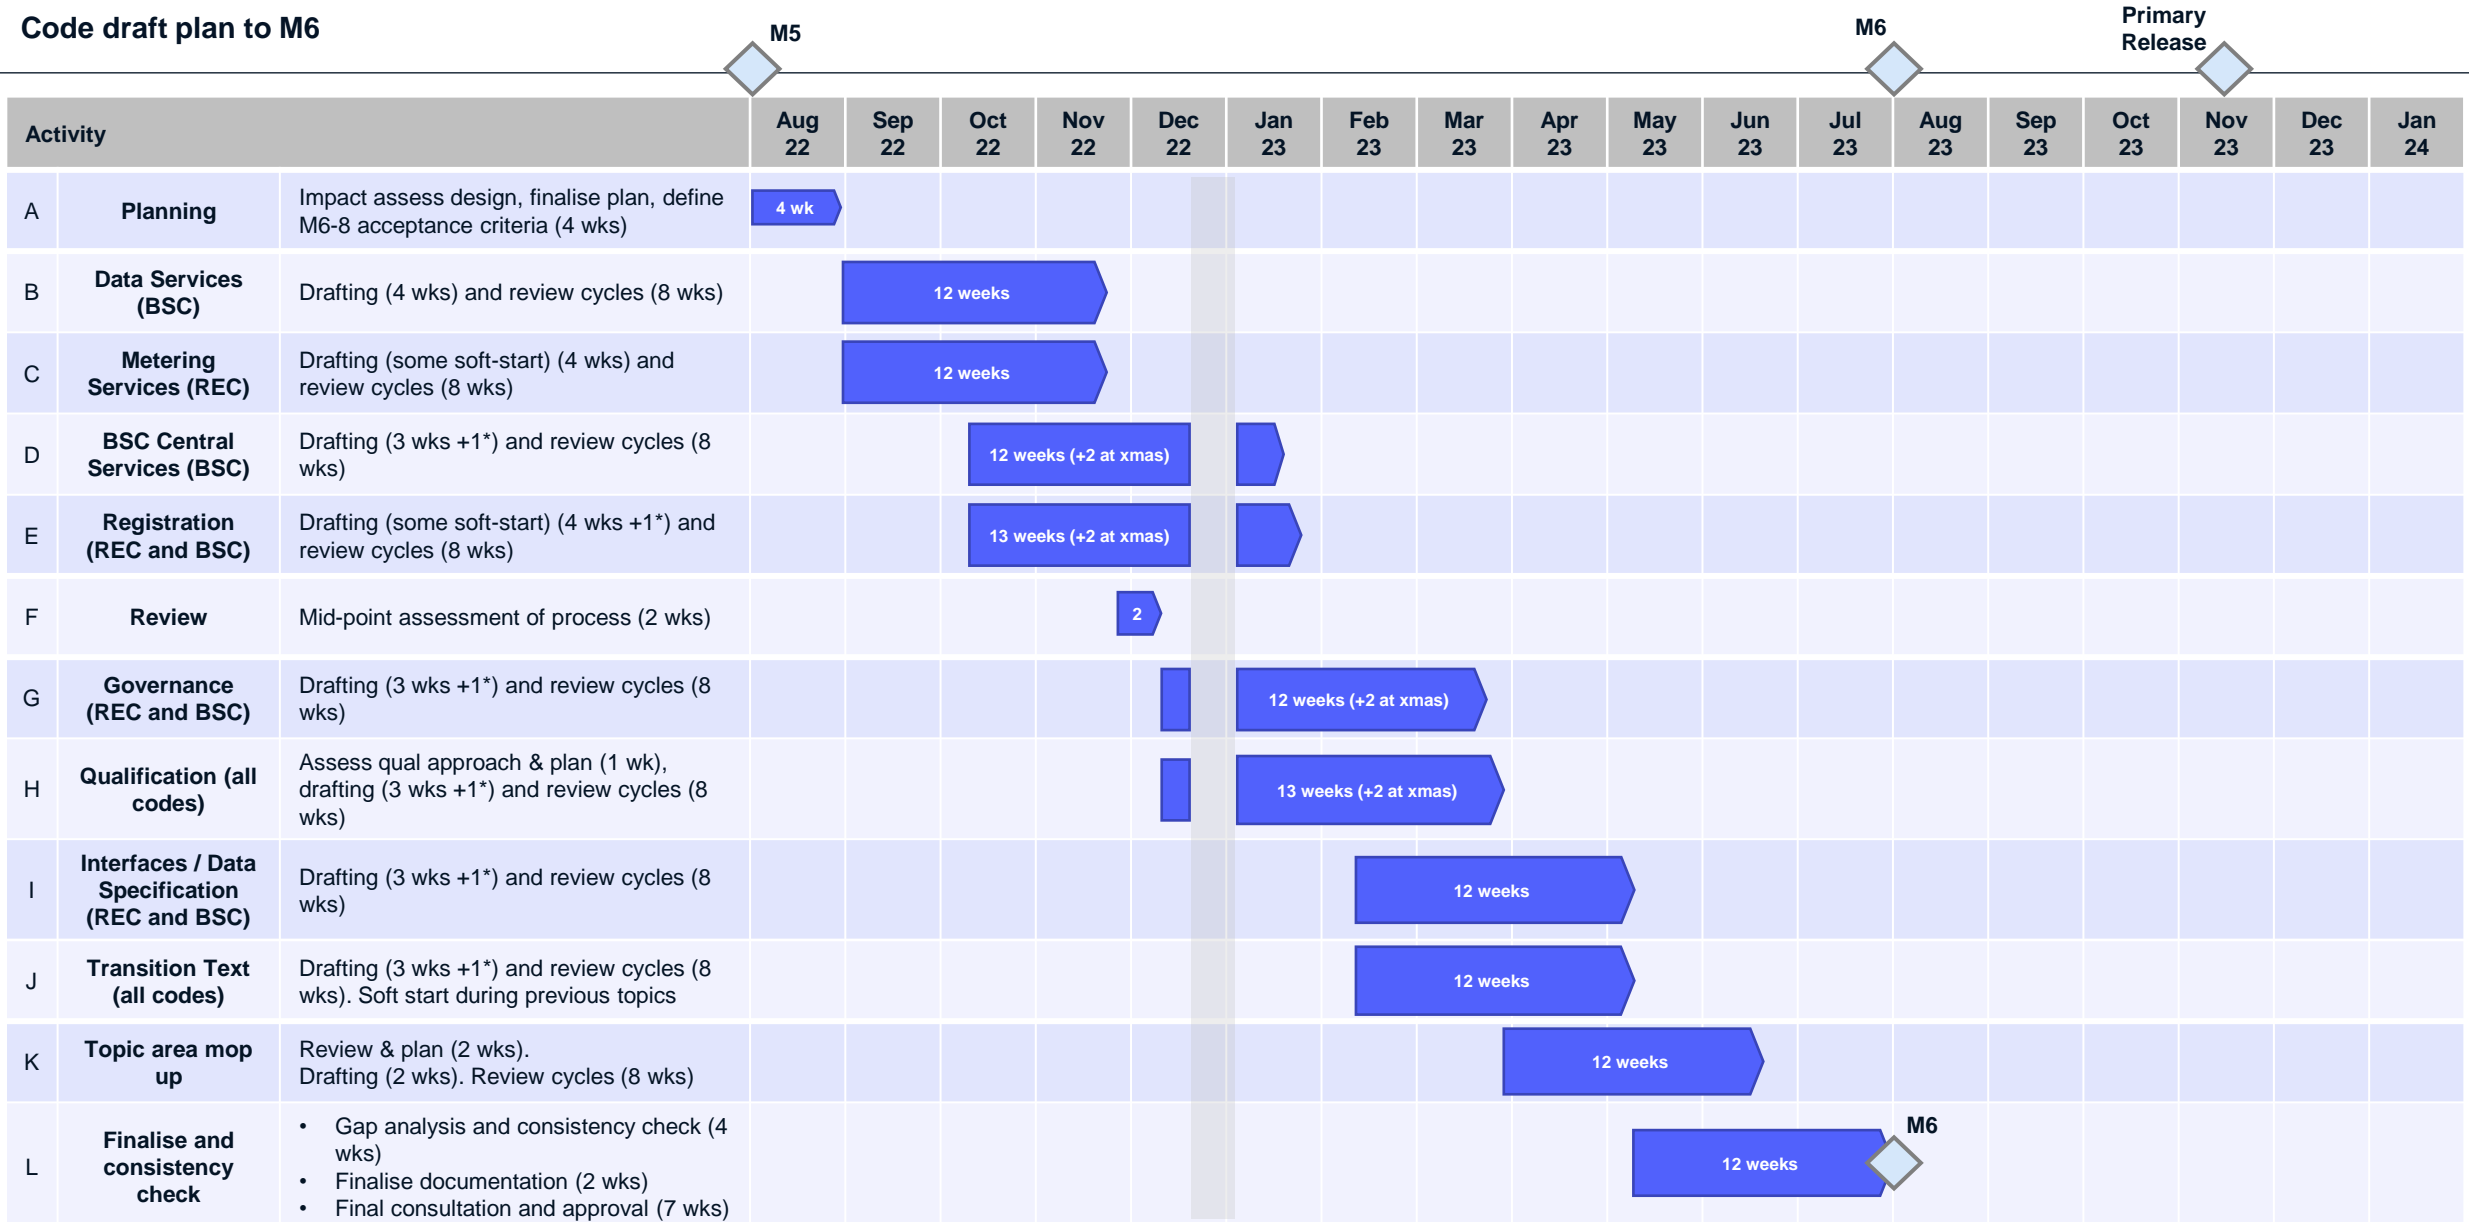 Code draft plan to M6
M5
M6
Primary
Release
Activity
Aug
22
Sep
22
Oct
22
Nov
22
Dec
22
Jan
23
Feb
23
Mar
23
Apr
23
May
23
Jun
23
Jul
23
Aug
23
Sep
23
Oct
23
Nov
23
Dec
23
Jan
24
A
Planning
Impact assess design, finalise plan, define
M6-8 acceptance criteria (4 wks)
4 wk
B
Data Services
(BSC)
Drafting (4 wks) and review cycles (8 wks)
12 weeks
C
Metering
Services (REC)
Drafting (some soft-start) (4 wks) and
review cycles (8 wks)
12 weeks
D
BSC Central
Services (BSC)
Drafting (3 wks +1*) and review cycles (8
wks)
12 weeks (+2 at xmas)
E
Registration
(REC and BSC)
Drafting (some soft-start) (4 wks +1*) and
review cycles (8 wks)
13 weeks (+2 at xmas)
F
Review
Mid-point assessment of process (2 wks)
2
G
Governance
(REC and BSC)
Drafting (3 wks +1*) and review cycles (8
wks)
12 weeks (+2 at xmas)
H
Qualification (all
codes)
Assess qual approach & plan (1 wk),
drafting (3 wks +1*) and review cycles (8
wks)
13 weeks (+2 at xmas)
I
Interfaces / Data
Specification
(REC and BSC)
Drafting (3 wks +1*) and review cycles (8
wks)
12 weeks
J
Transition Text
(all codes)
Drafting (3 wks +1*) and review cycles (8
wks). Soft start during previous topics
12 weeks
K
Topic area mop
up
Review & plan (2 wks).
Drafting (2 wks). Review cycles (8 wks)
12 weeks
L
Finalise and
consistency
check
• Gap analysis and consistency check (4
wks)
• Finalise documentation (2 wks)
• Final consultation and approval (7 wks)
12 weeks
M6